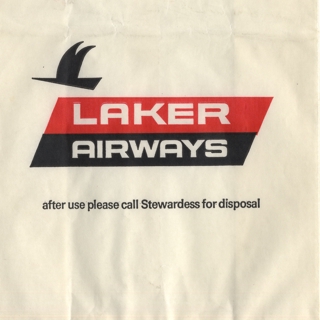 LAKER
AIRWAYS
after use please call Stewardess for disposal